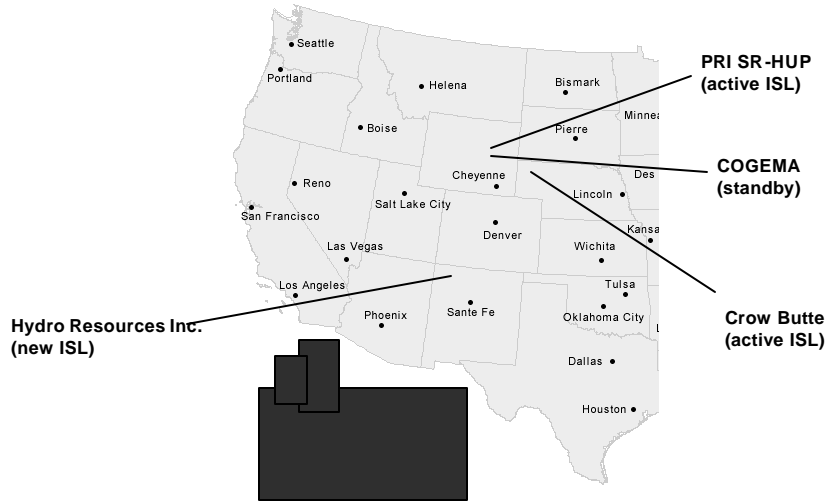 Seattle
PRI SR-HUP
(active ISL)
Portland
Helena
Bismark
Minnea
Boise
Pierre
COGEMA
(standby)
Cheyenne
Des
Reno
Salt Lake City
Lincoln
San Francisco
Denver
Kansa
Las Vegas
Wichita
Los Angeles
Tulsa
Hydro Resources Inc.
(new ISL)
Phoenix
Sante Fe
Oklahoma City
Crow Butte
(active ISL)
L
Dallas
Houston